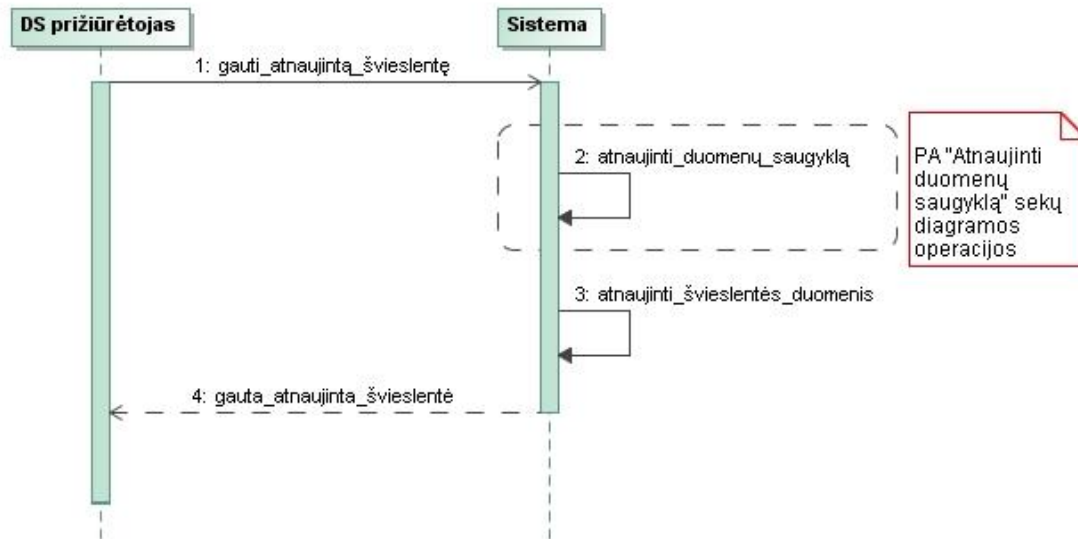 DS prižiūrėtojas
Sistema
1: gauti_atnaujintą_švieslentę
2: atnaujinti_duomenų_saugyklą
PA "Atnaujinti
duomenų
saugyklą" sekų
diagramos
operacijos
3: atnaujinti_švieslentės_duomenis
4: gauta_atnaujinta_švieslentė